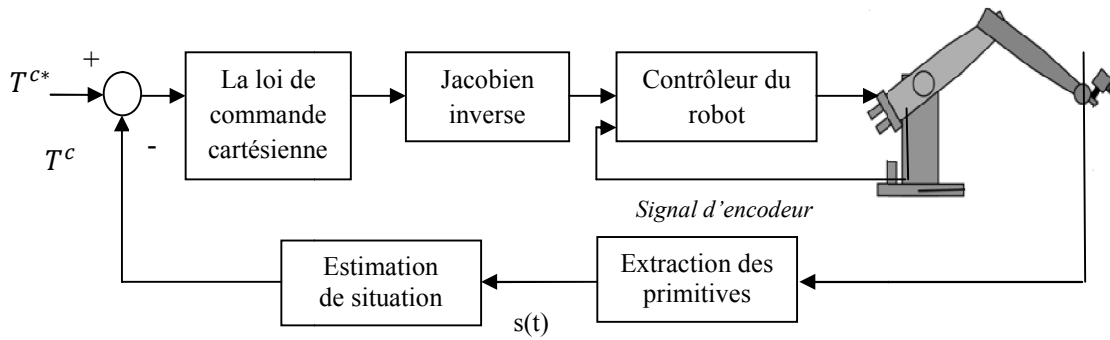 +
T^{c*}
T^c
-
La loi de
commande
cartésienne
Jacobien
inverse
Contrôleur du
robot
Signal d'encodeur
Estimation
de situation
s(t)
Extraction des
primitives